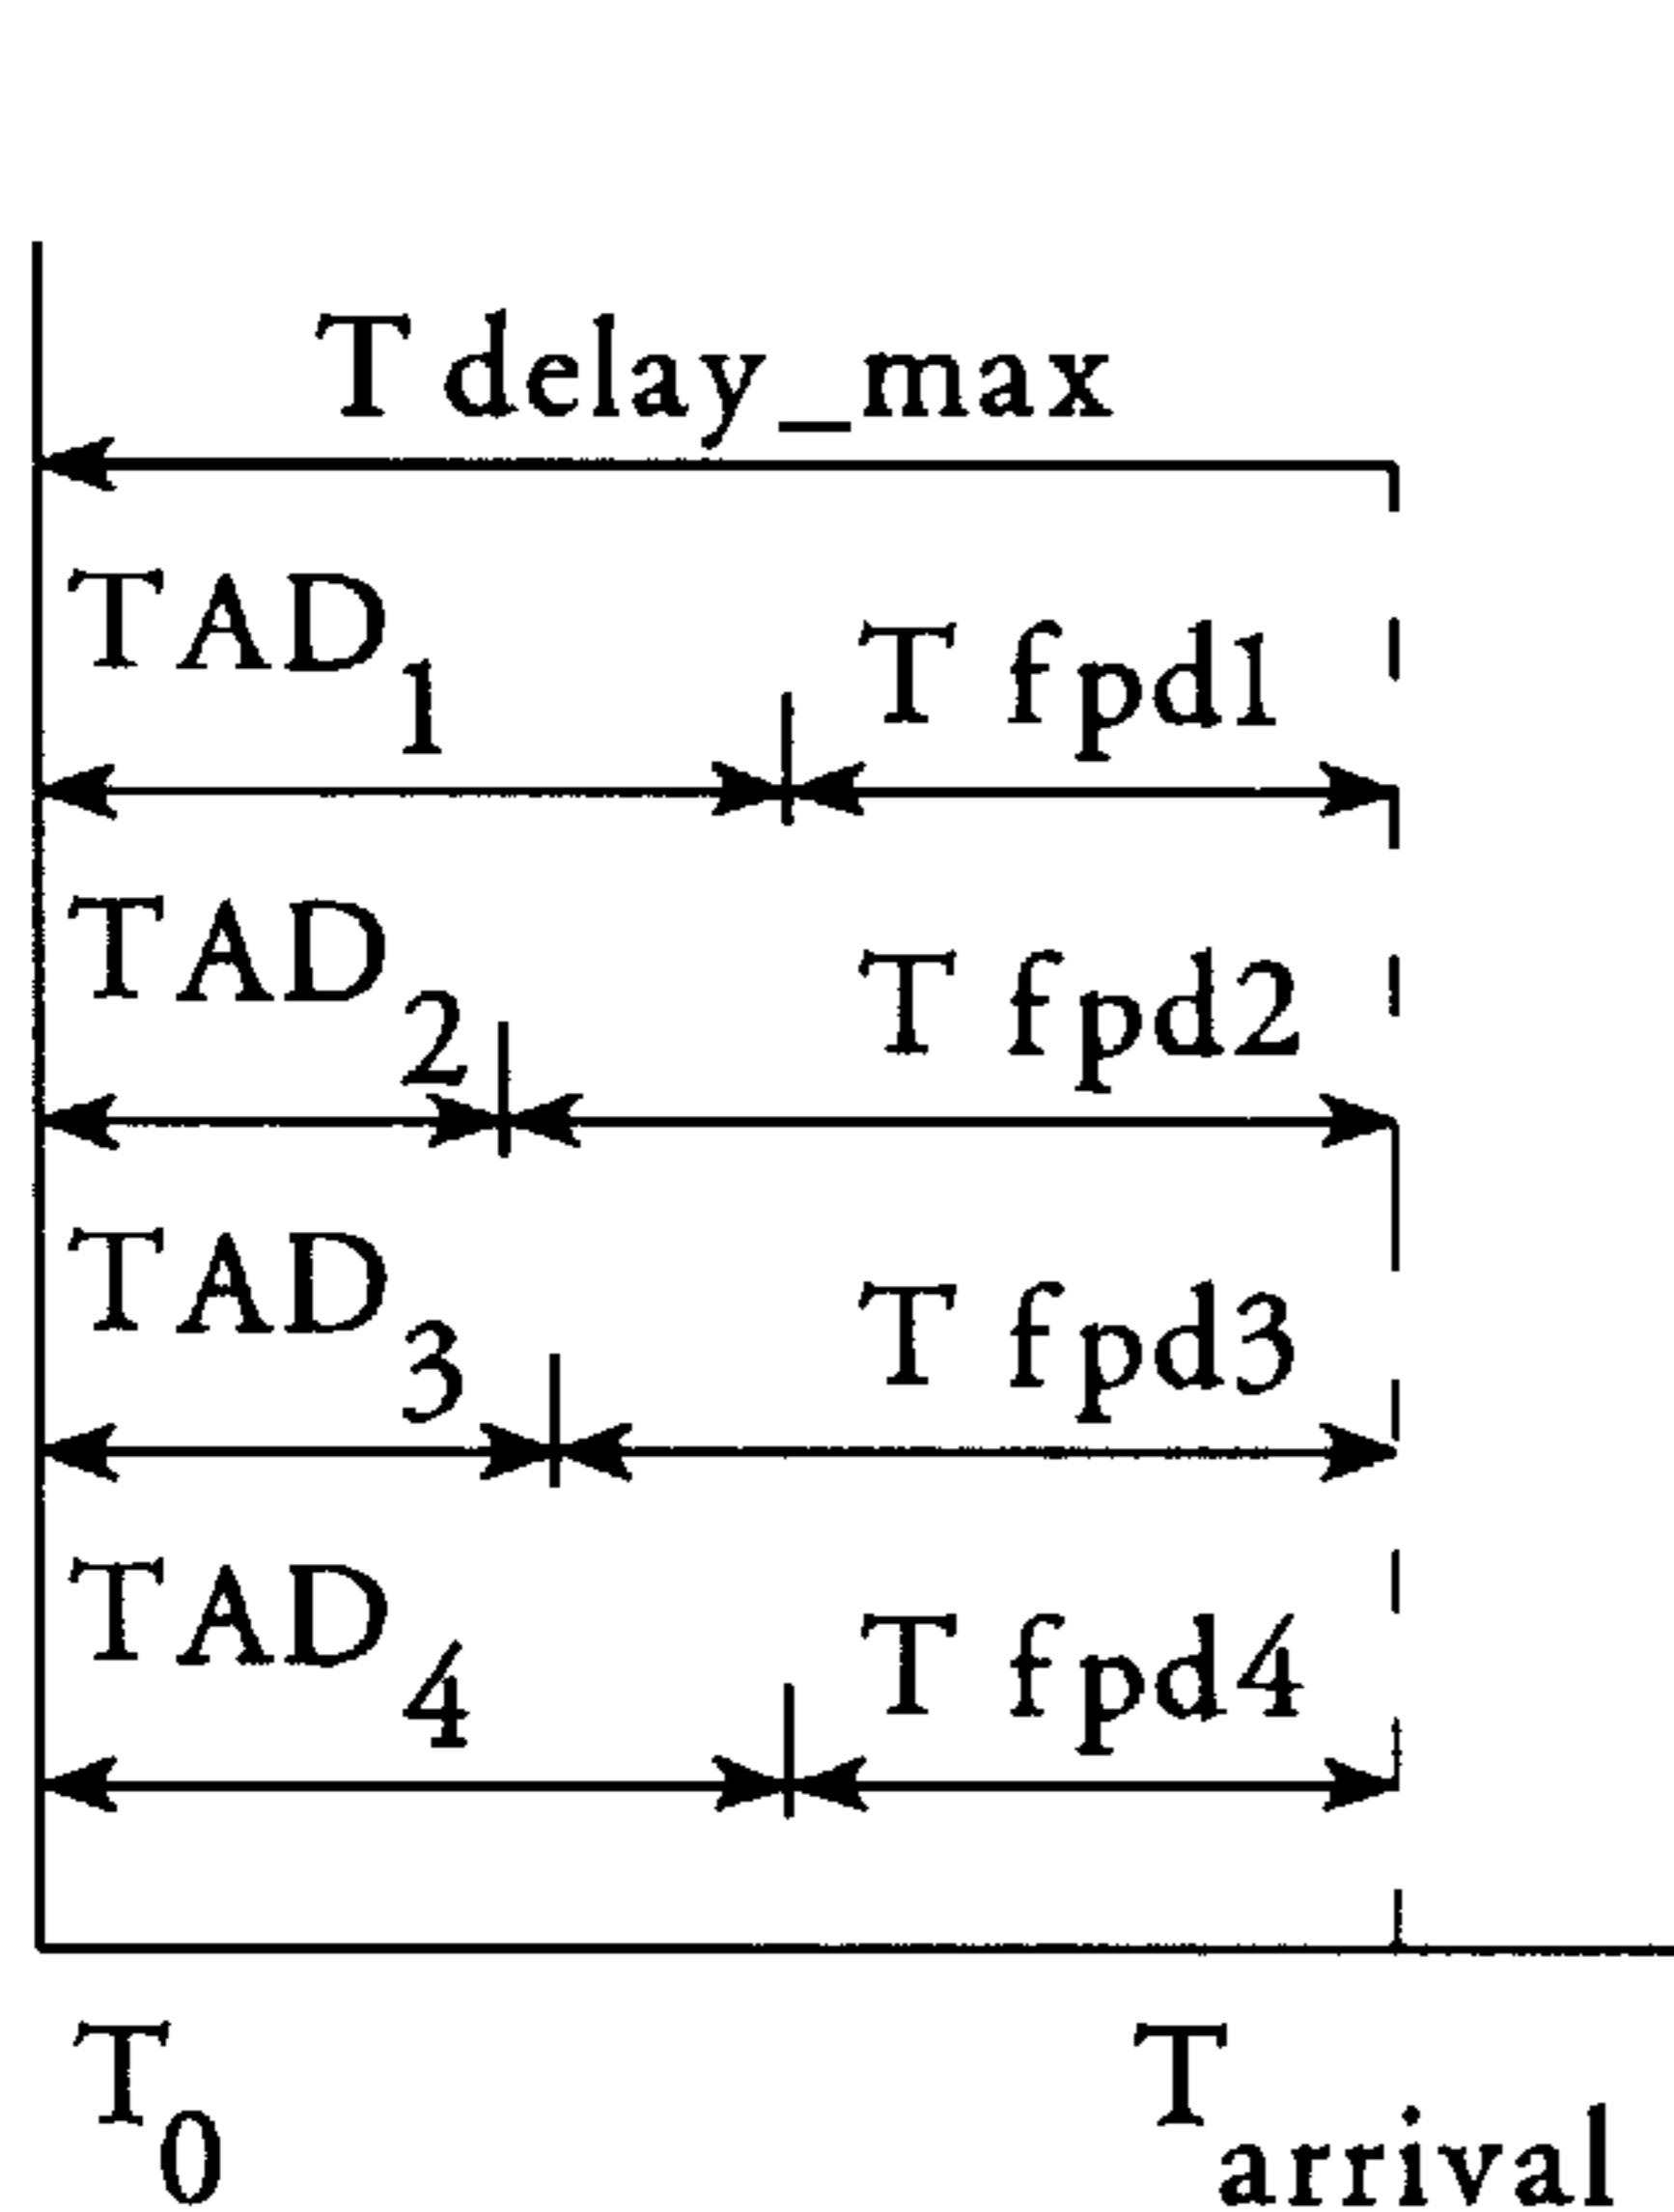 T delay_max
TAD1
T fpd1
TAD2
T fpd2
TAD3
T fpd3
TAD4
T fpd4
T0 Tarrival